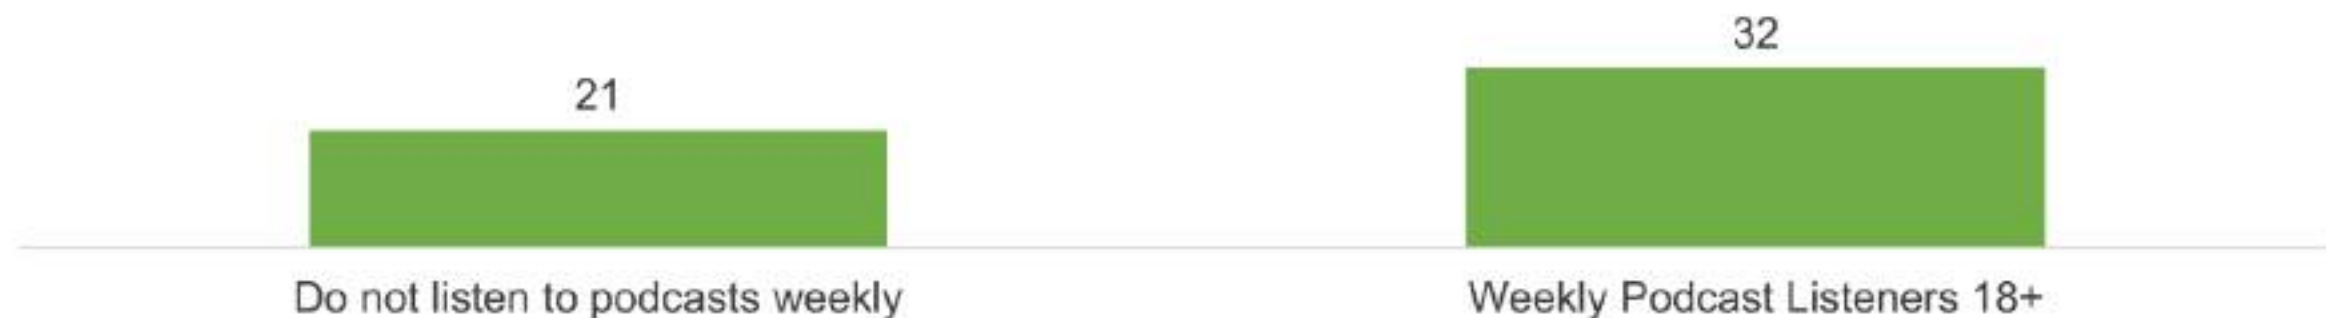 32
21
Do not listen to podcasts weekly
Weekly Podcast Listeners 18+